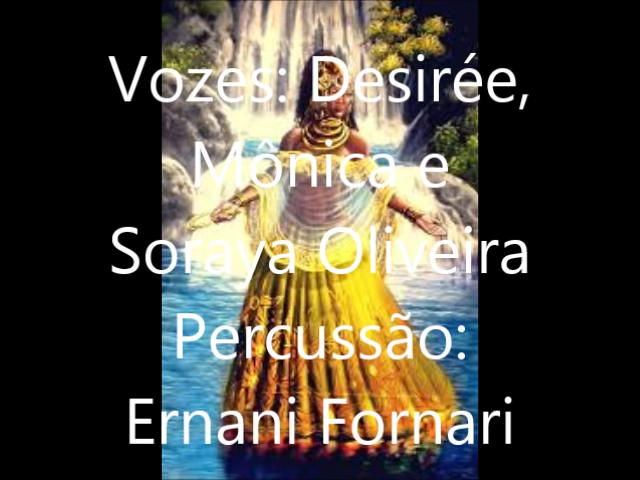 Vozes: Desirée,
Mônica e
Soraya Oliveira
Percussão:
Ernani Fornari